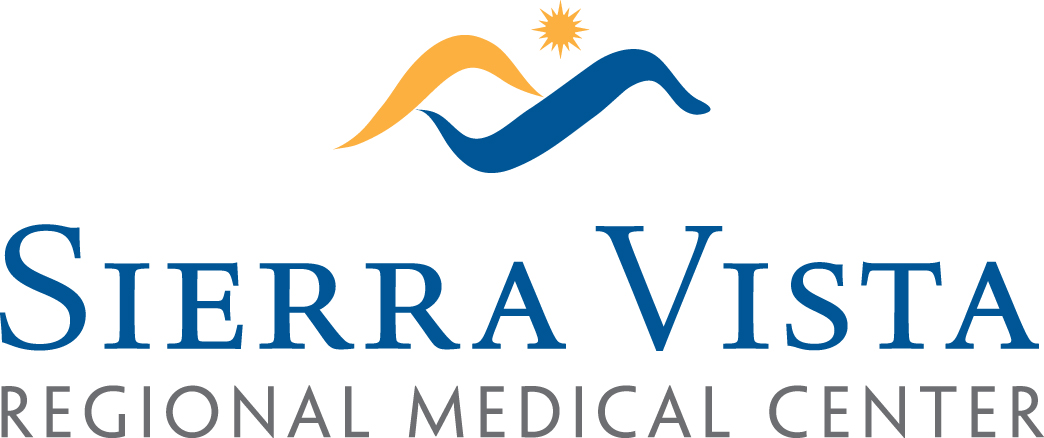 SIERRA VISTA
REGIONAL MEDICAL CENTER